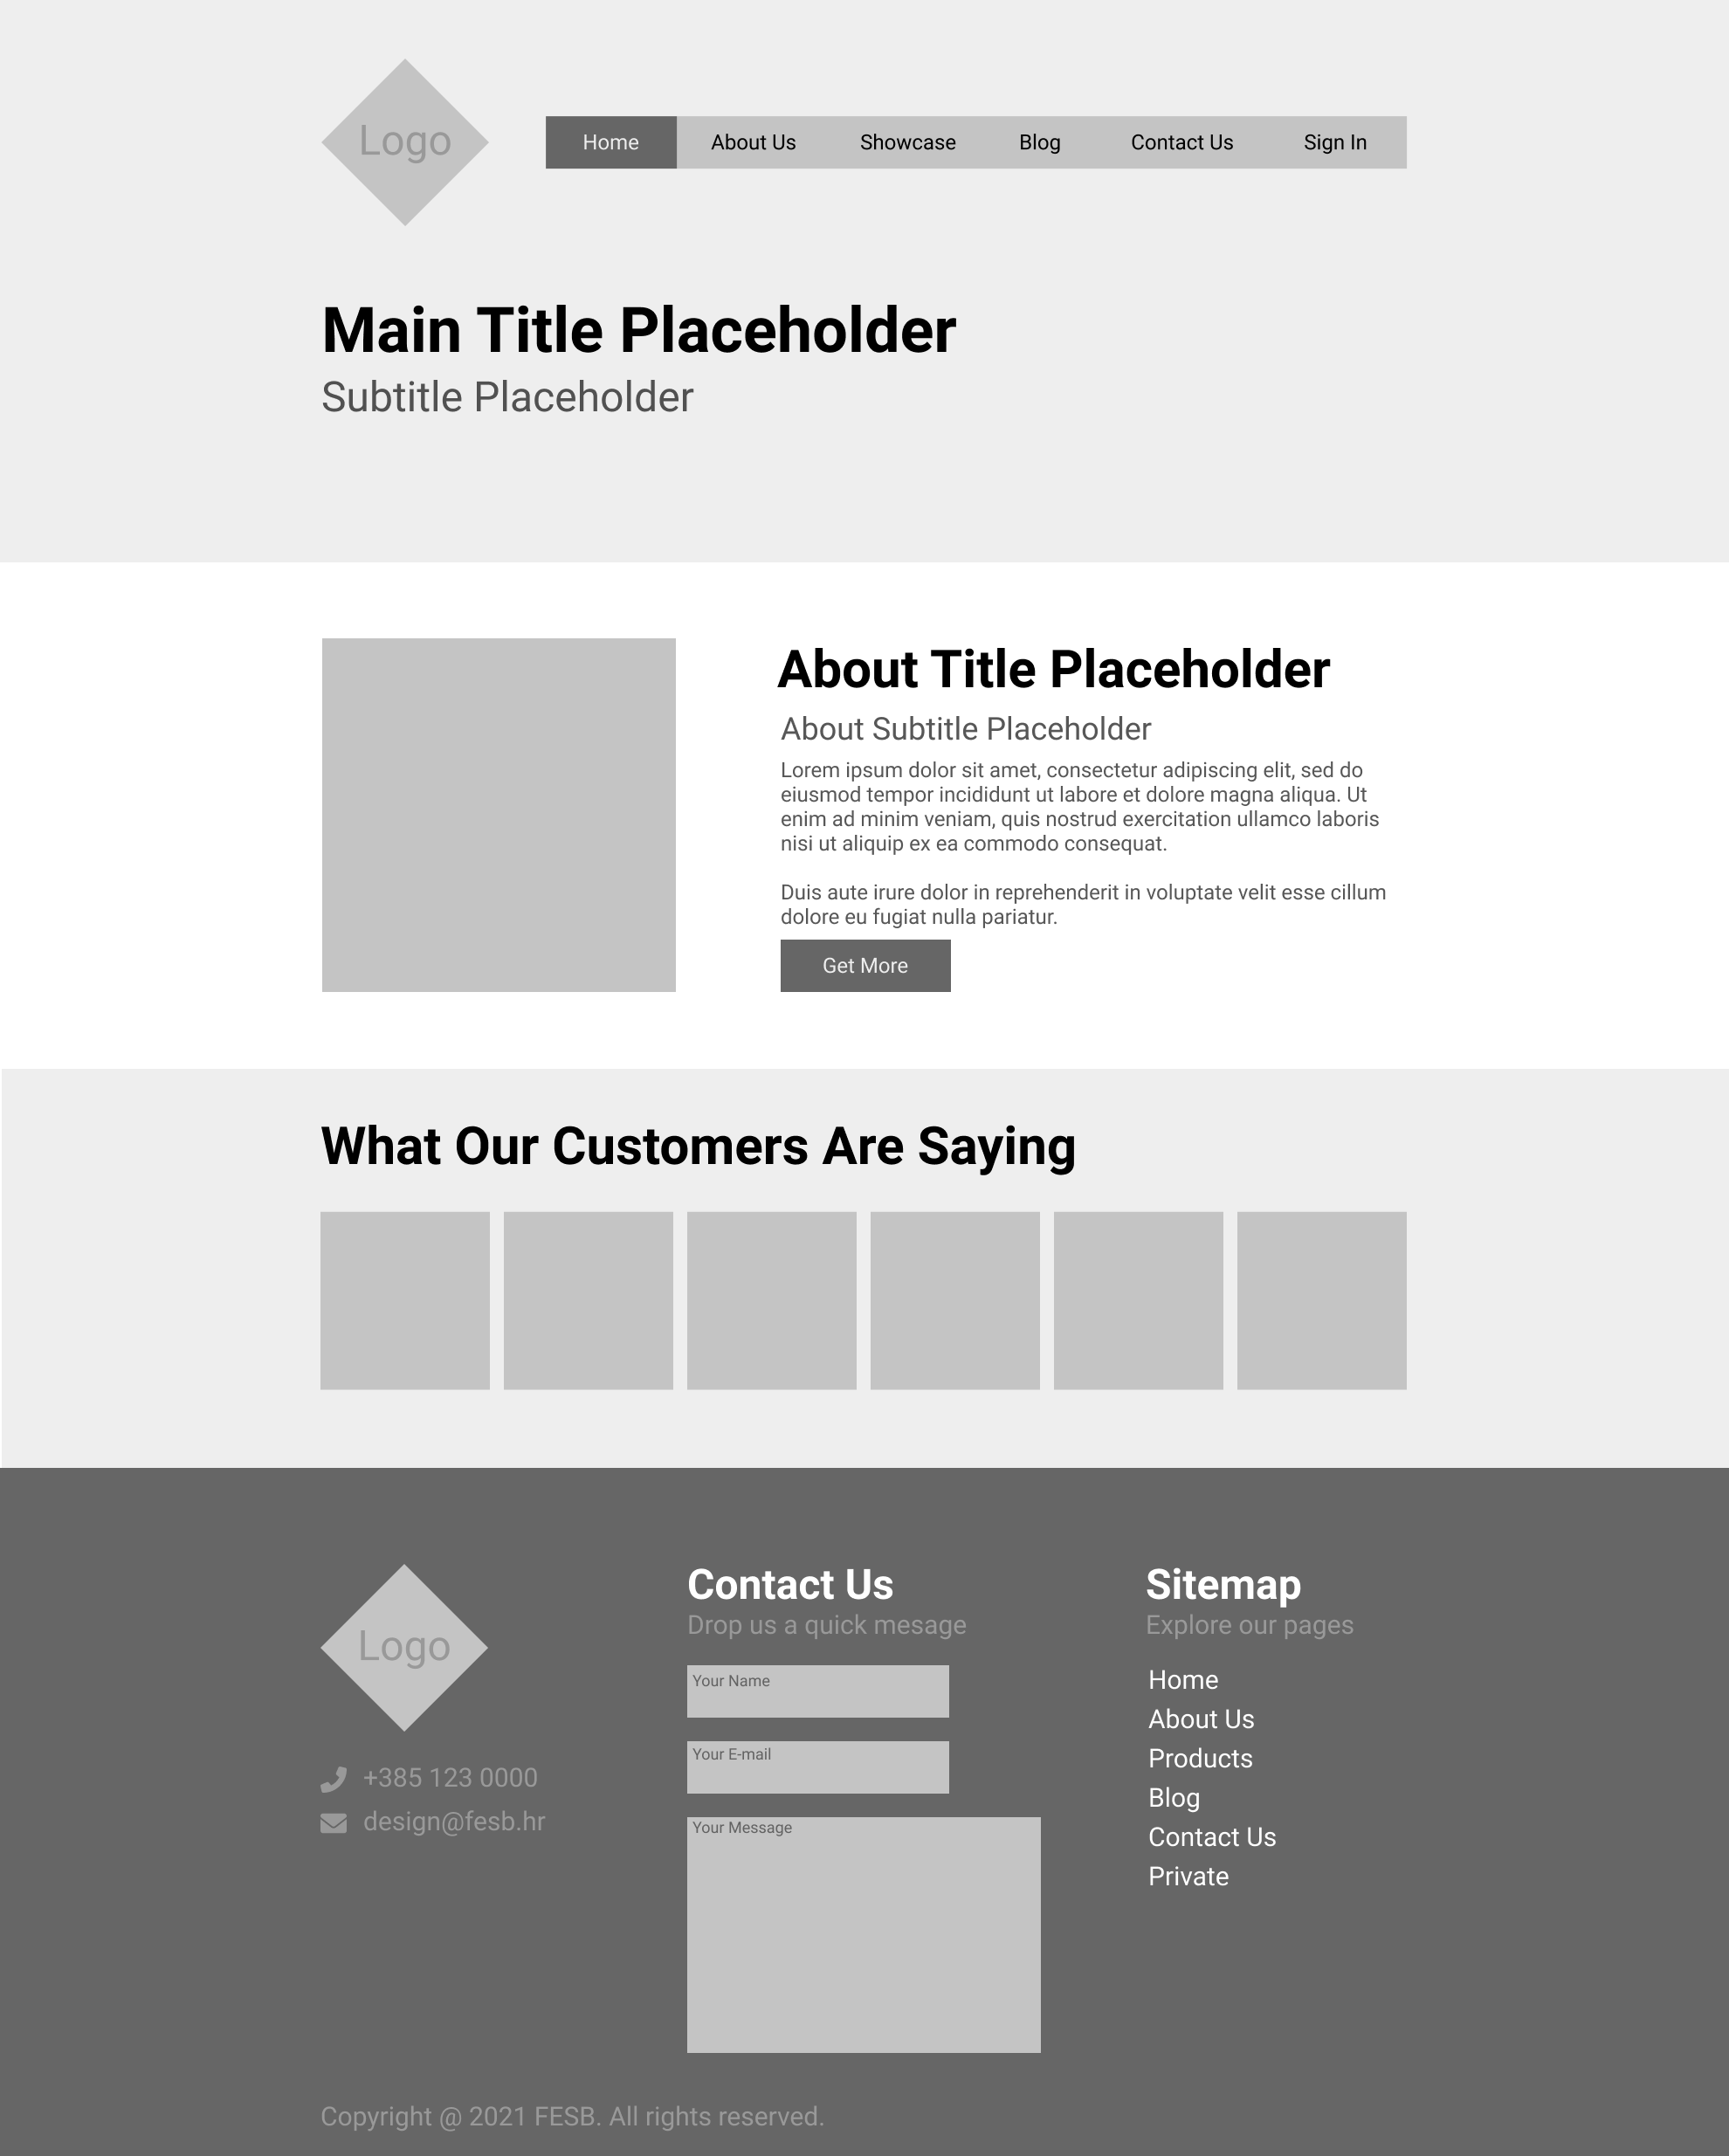 Logo
Home About Us Showcase Blog Contact Us Sign In
Main Title Placeholder
Subtitle Placeholder
About Title Placeholder
About Subtitle Placeholder
Lorem ipsum dolor sit amet, consectetur adipiscing elit, sed do
eiusmod tempor incididunt ut labore et dolore magna aliqua. Ut
enim ad minim veniam, quis nostrud exercitation ullamco laboris
nisi ut aliquip ex ea commodo consequat.
Duis aute irure dolor in reprehenderit in voluptate velit esse cillum
dolore eu fugiat nulla pariatur.
Get More
What Our Customers Are Saying
Logo
+385 123 0000
design@fesb.hr
Contact Us
Drop us a quick mesage
Your Name
Your E-mail
Your Message
Sitemap
Explore our pages
Home
About Us
Products
Blog
Contact Us
Private
Copyright @ 2021 FESB. All rights reserved.